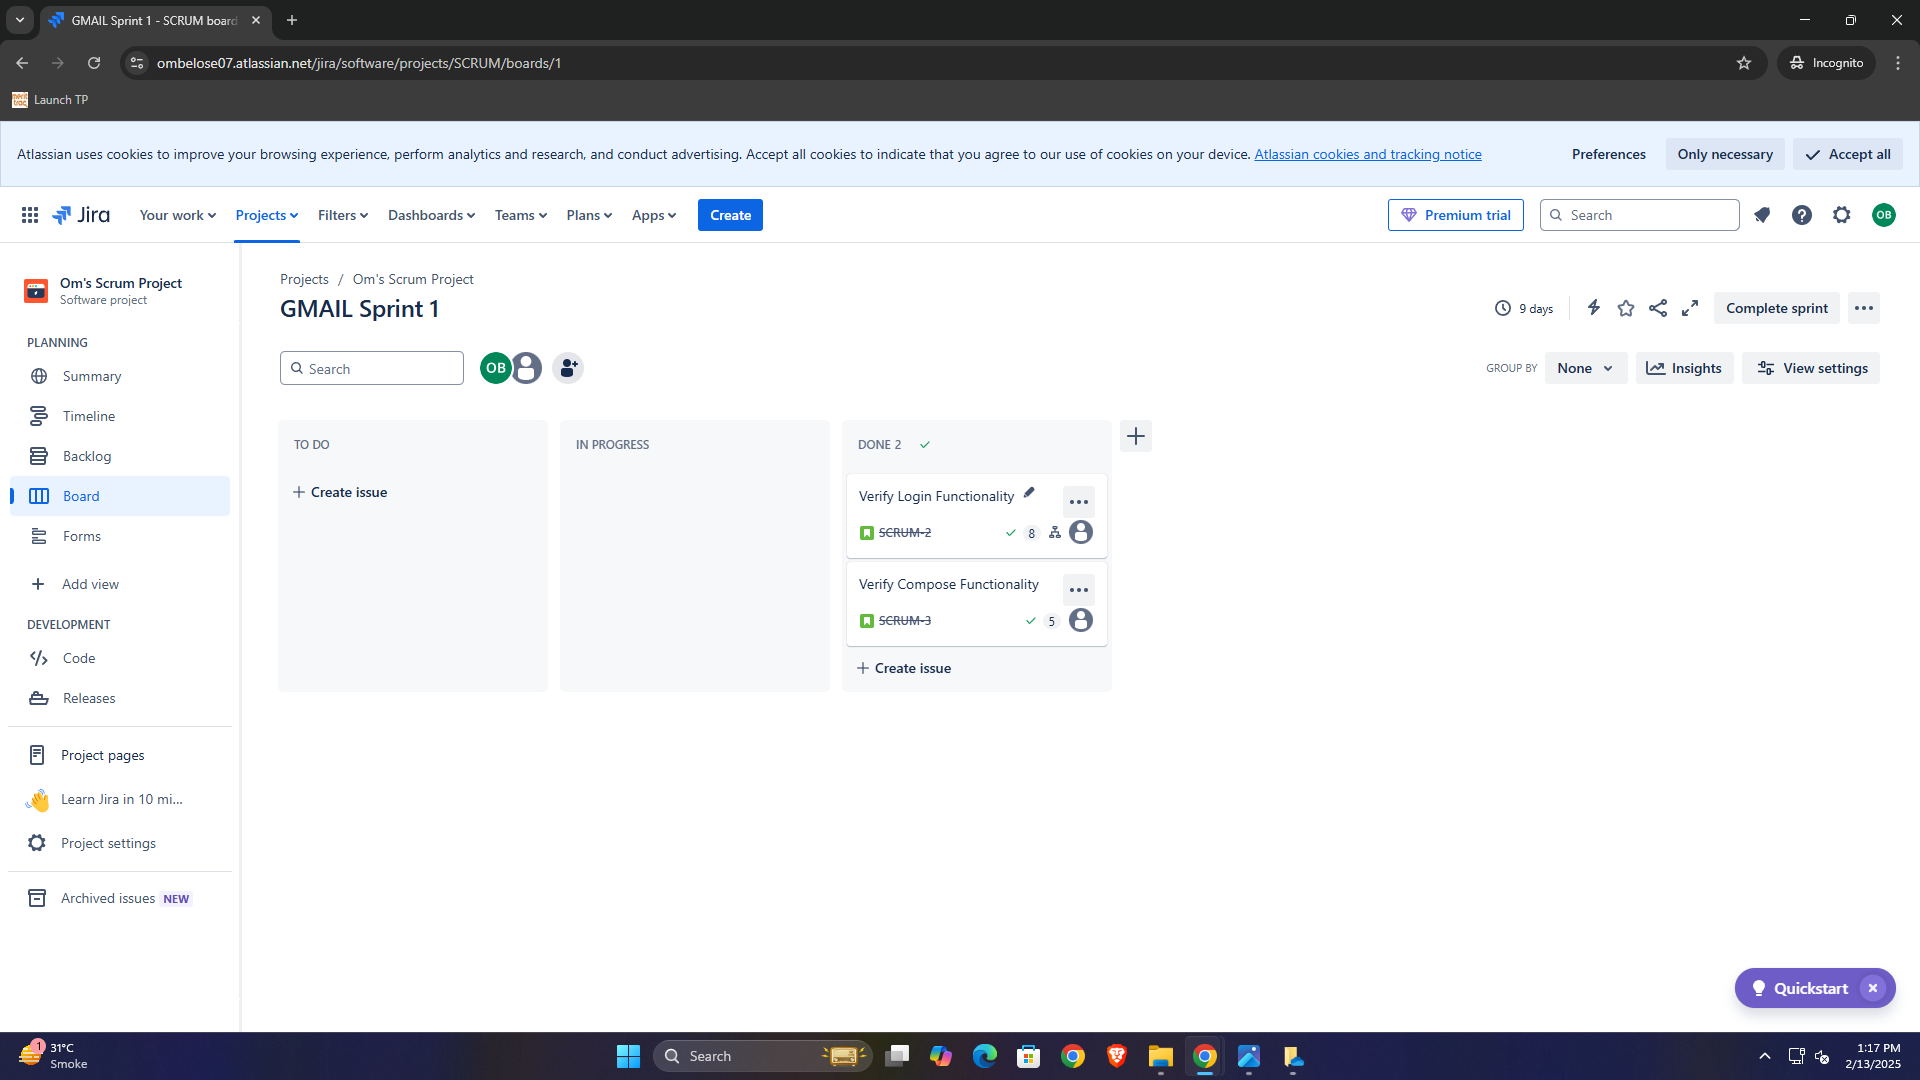 GMAIL Sprint 1 - SCRUM board
ombelose07.atlassian.net/jira/software/projects/SCRUM/boards/1
Incognito
Launch TP
Atlassian uses cookies to improve your browsing experience, perform analytics and research, and conduct advertising. Accept all cookies to indicate that you agree to our use of cookies on your device. Atlassian cookies and tracking notice
Preferences
Only necessary
Accept all
Jira
Your work
Projects
Filters
Dashboards
Teams
Plans
Apps
Create
Premium trial
Search
OB
Om's Scrum Project
Software project
PLANNING
Summary
Timeline
Backlog
Board
Forms
Add view
DEVELOPMENT
Code
Releases
Project pages
Learn Jira in 10 mi...
Project settings
Archived issues NEW
Projects / Om's Scrum Project
GMAIL Sprint 1
9 days
Complete sprint
Search
OB
GROUP BY
None
Insights
View settings
TO DO
Create issue
IN PROGRESS
DONE 2
Verify Login Functionality
SCRUM-2
8
Verify Compose Functionality
SCRUM-3
5
Create issue
Quickstart
1
31°C
Smoke
Search
1:17 PM
2/13/2025